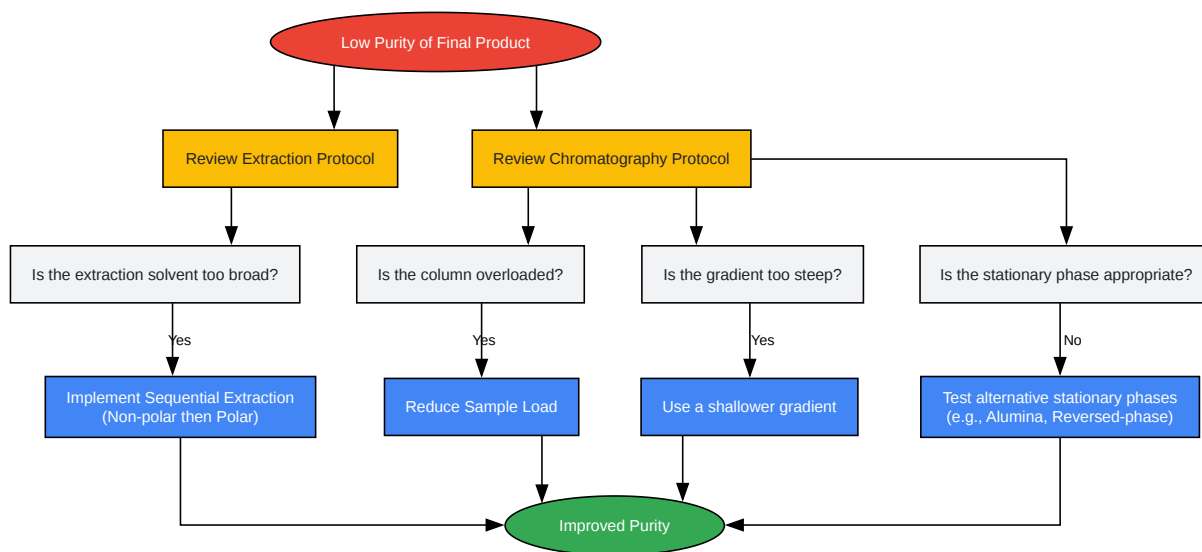 Low Purity of Final Product
Review Extraction Protocol
Review Chromatography Protocol
Is the extraction solvent too broad?
Is the column overloaded?
Is the gradient too steep?
Is the stationary phase appropriate?
Yes
Yes
Yes
No
Implement Sequential Extraction
(Non-polar then Polar)
Reduce Sample Load
Use a shallower gradient
Test alternative stationary phases
(e.g., Alumina, Reversed-phase)
Improved Purity